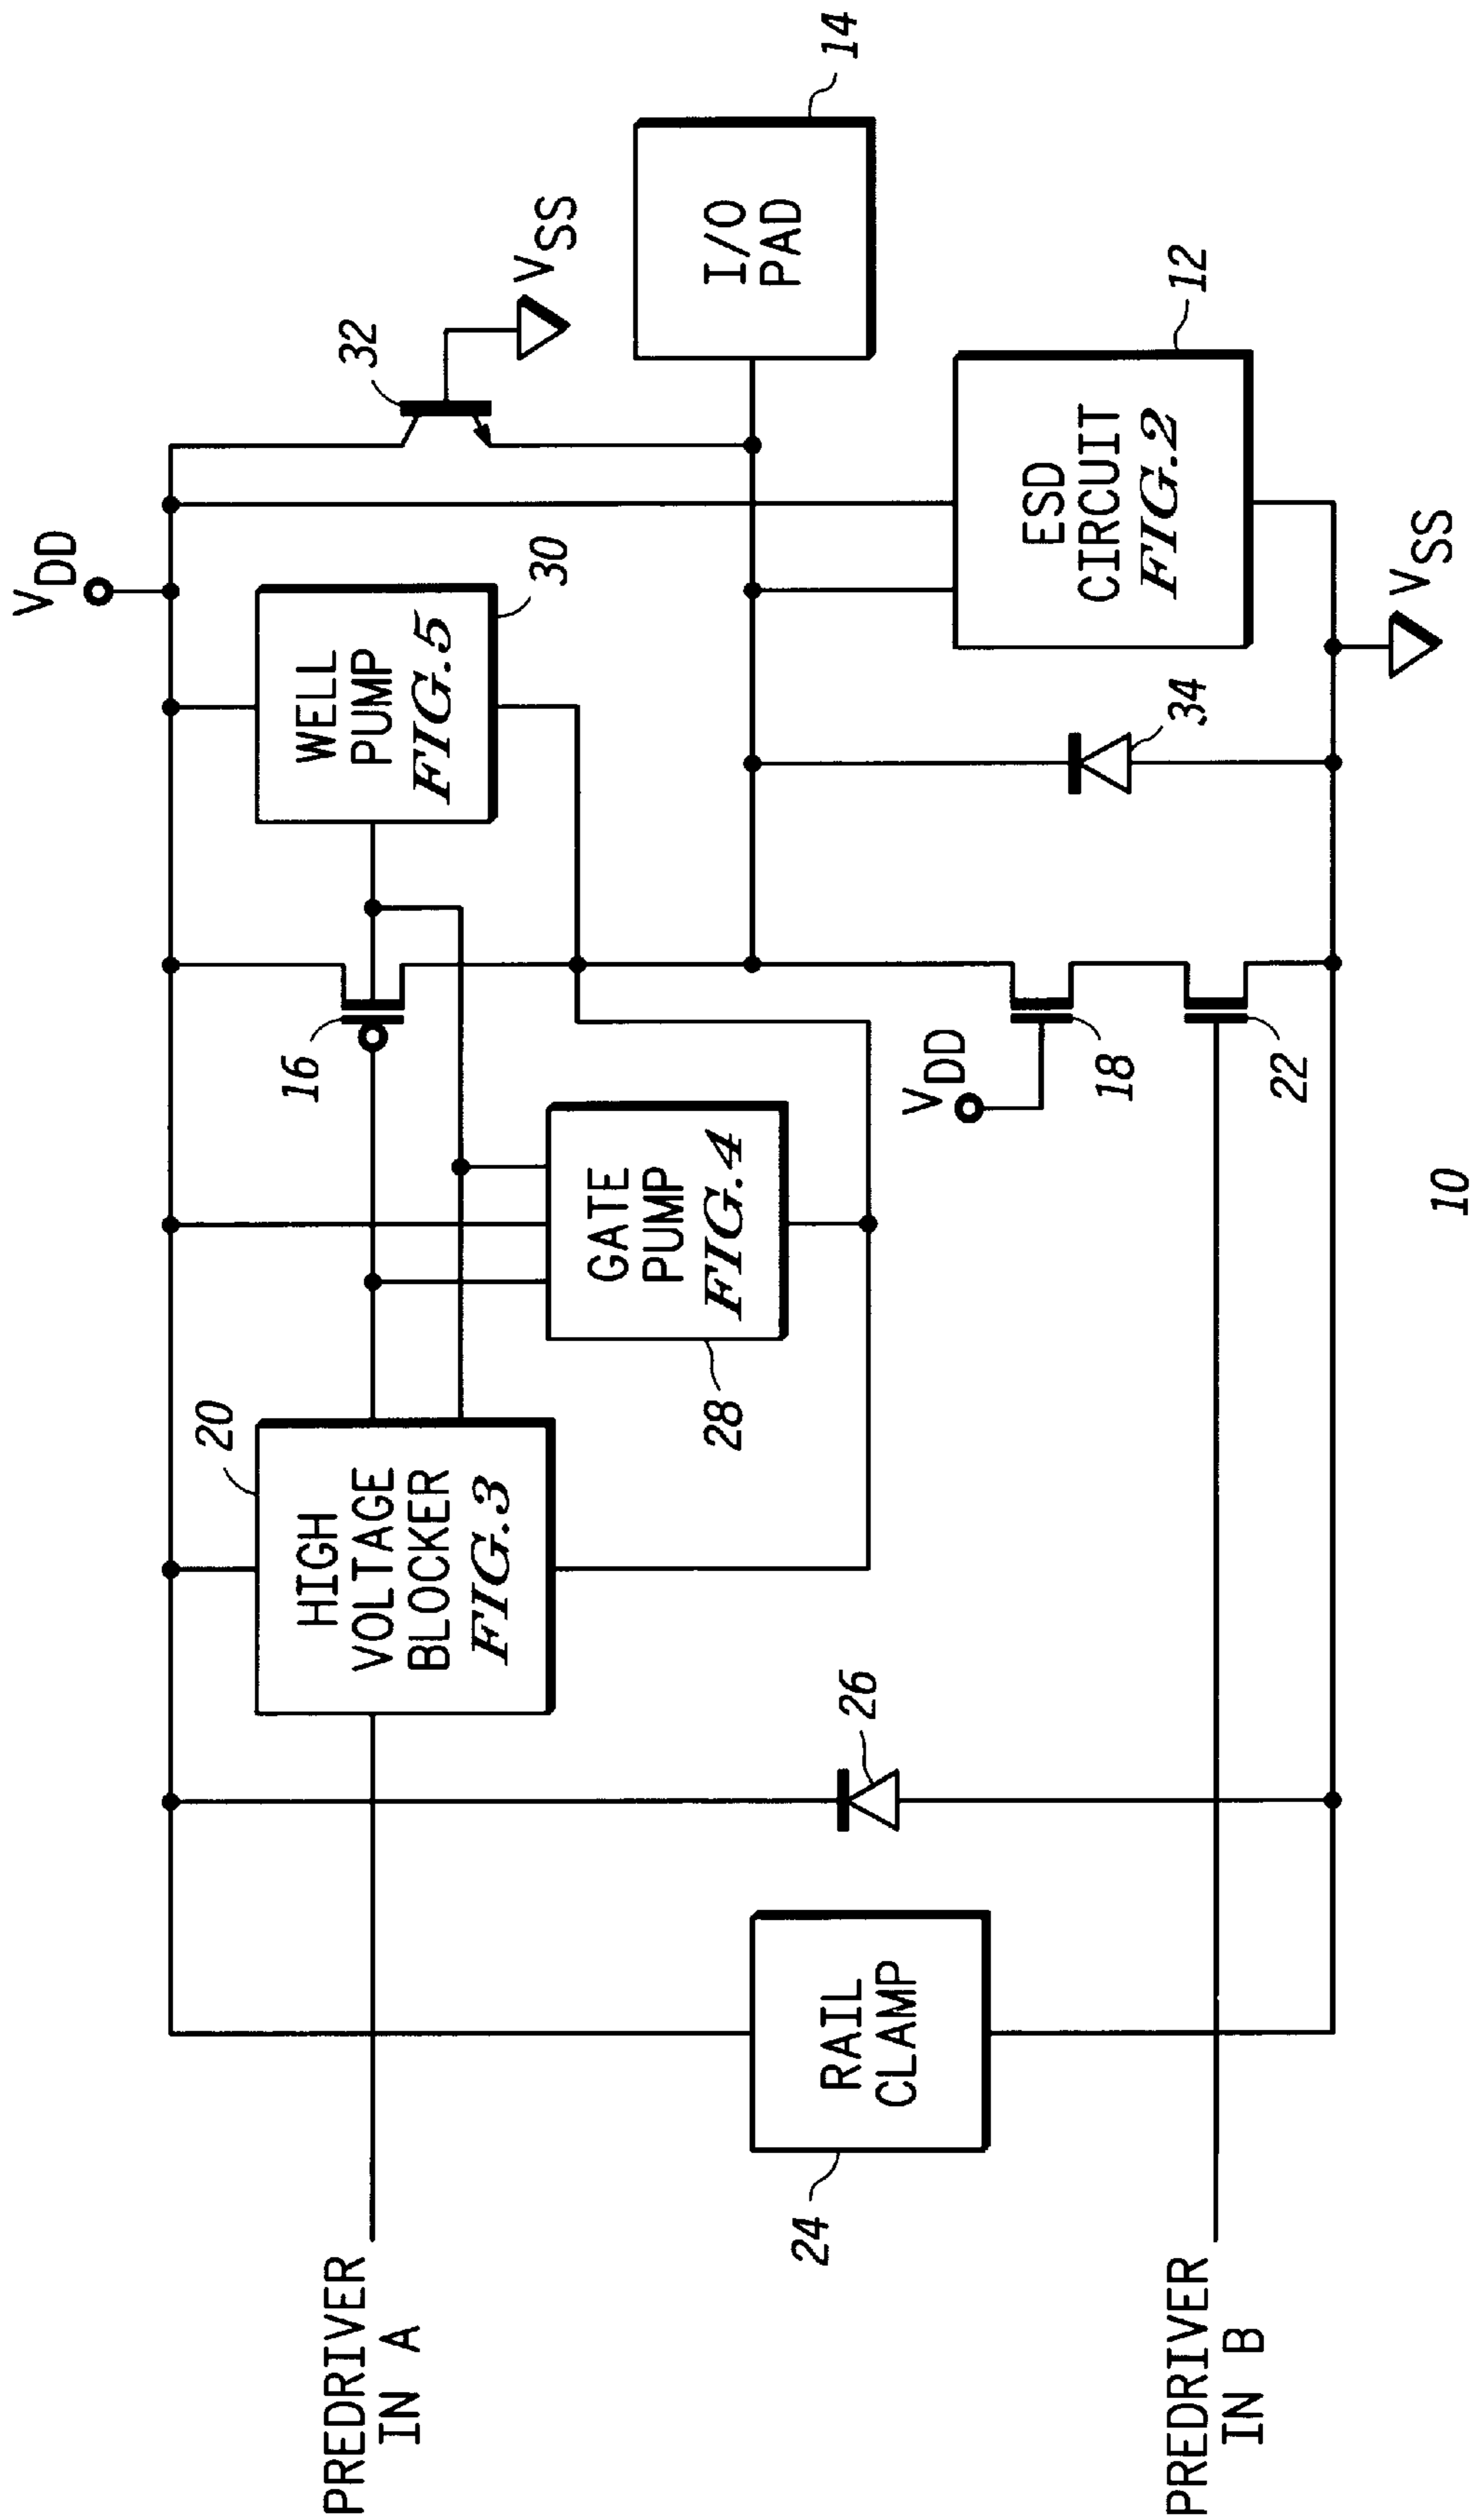 VDD
32
VSS
WELL
PUMP
FIG.5
30
16
20
HIGH
VOLTAGE
BLOCKER
FIG.3
GATE
PUMP
FIG.4
28
I/O
PAD
14
PREDRIVER
IN A
RAIL
CLAMP
24
26
VDD
18
22
34
ESD
CIRCUIT
FIG.2
12
PREDRIVER
IN B
VSS
10